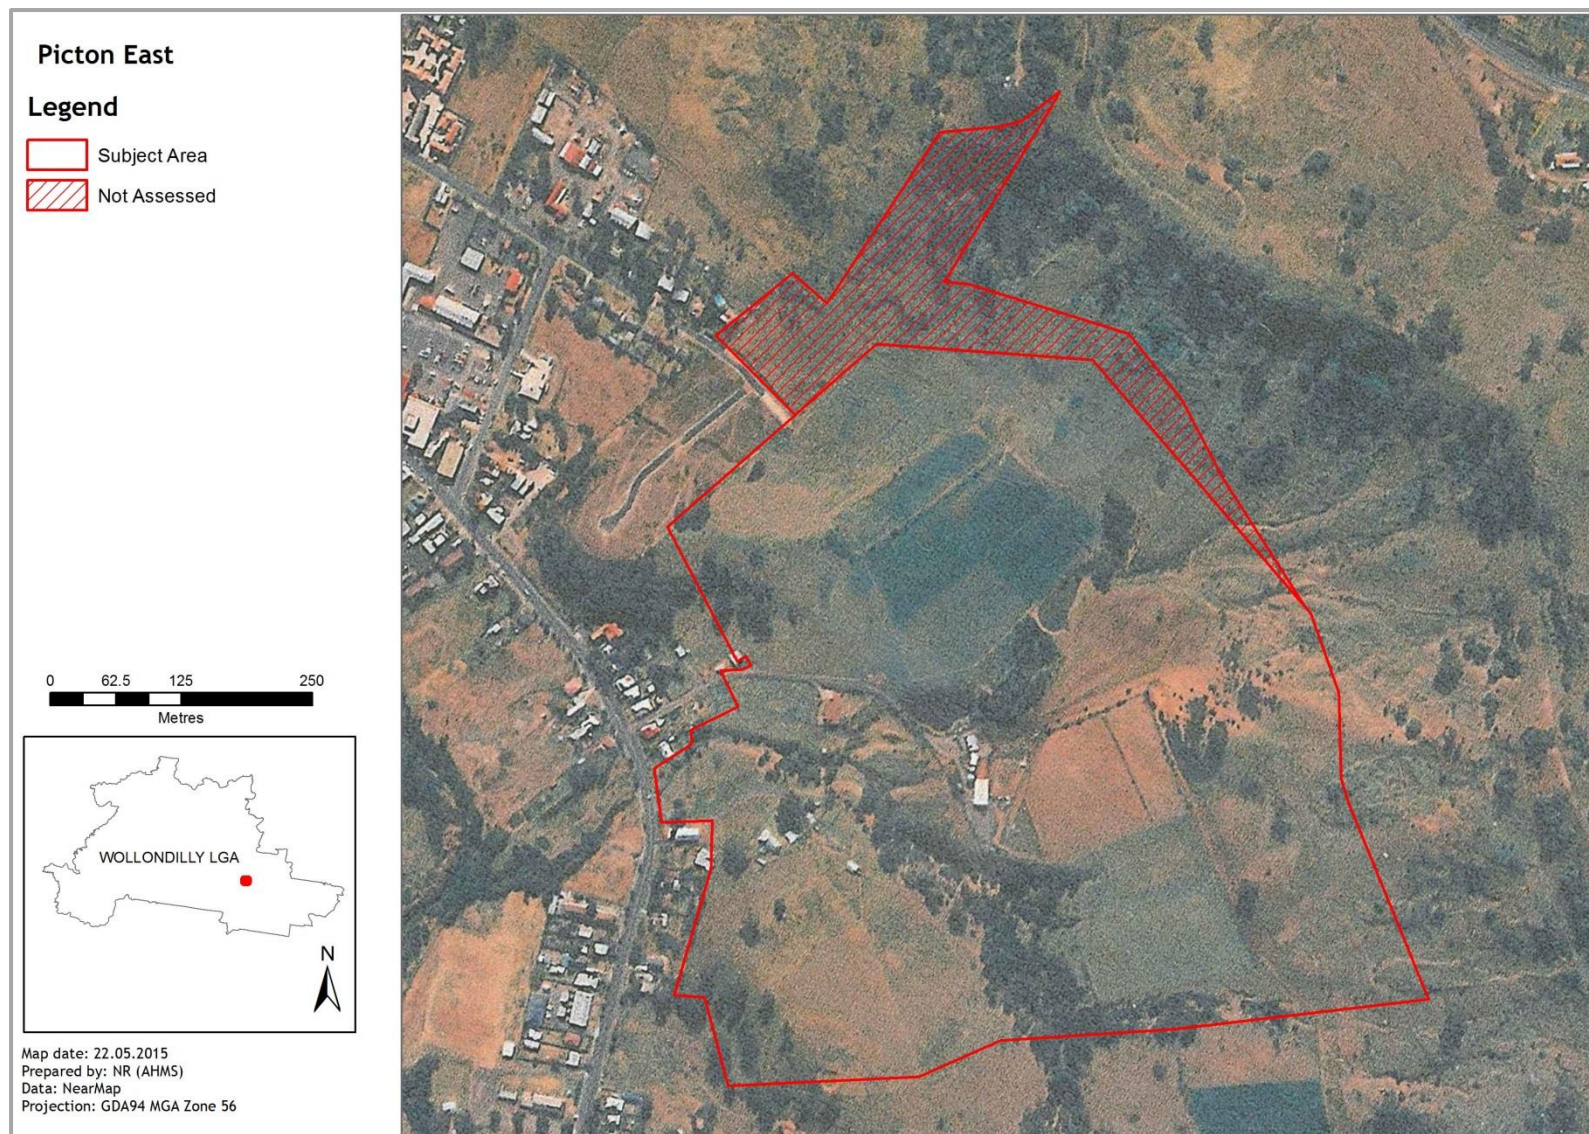 Picton East
Legend
Subject Area
Not Assessed
0 62.5 125 250
Metres
WOLLONDILLY LGA
N
Map date: 22.05.2015
Prepared by: NR (AHMS)
Data: NearMap
Projection: GDA94 MGA Zone 56